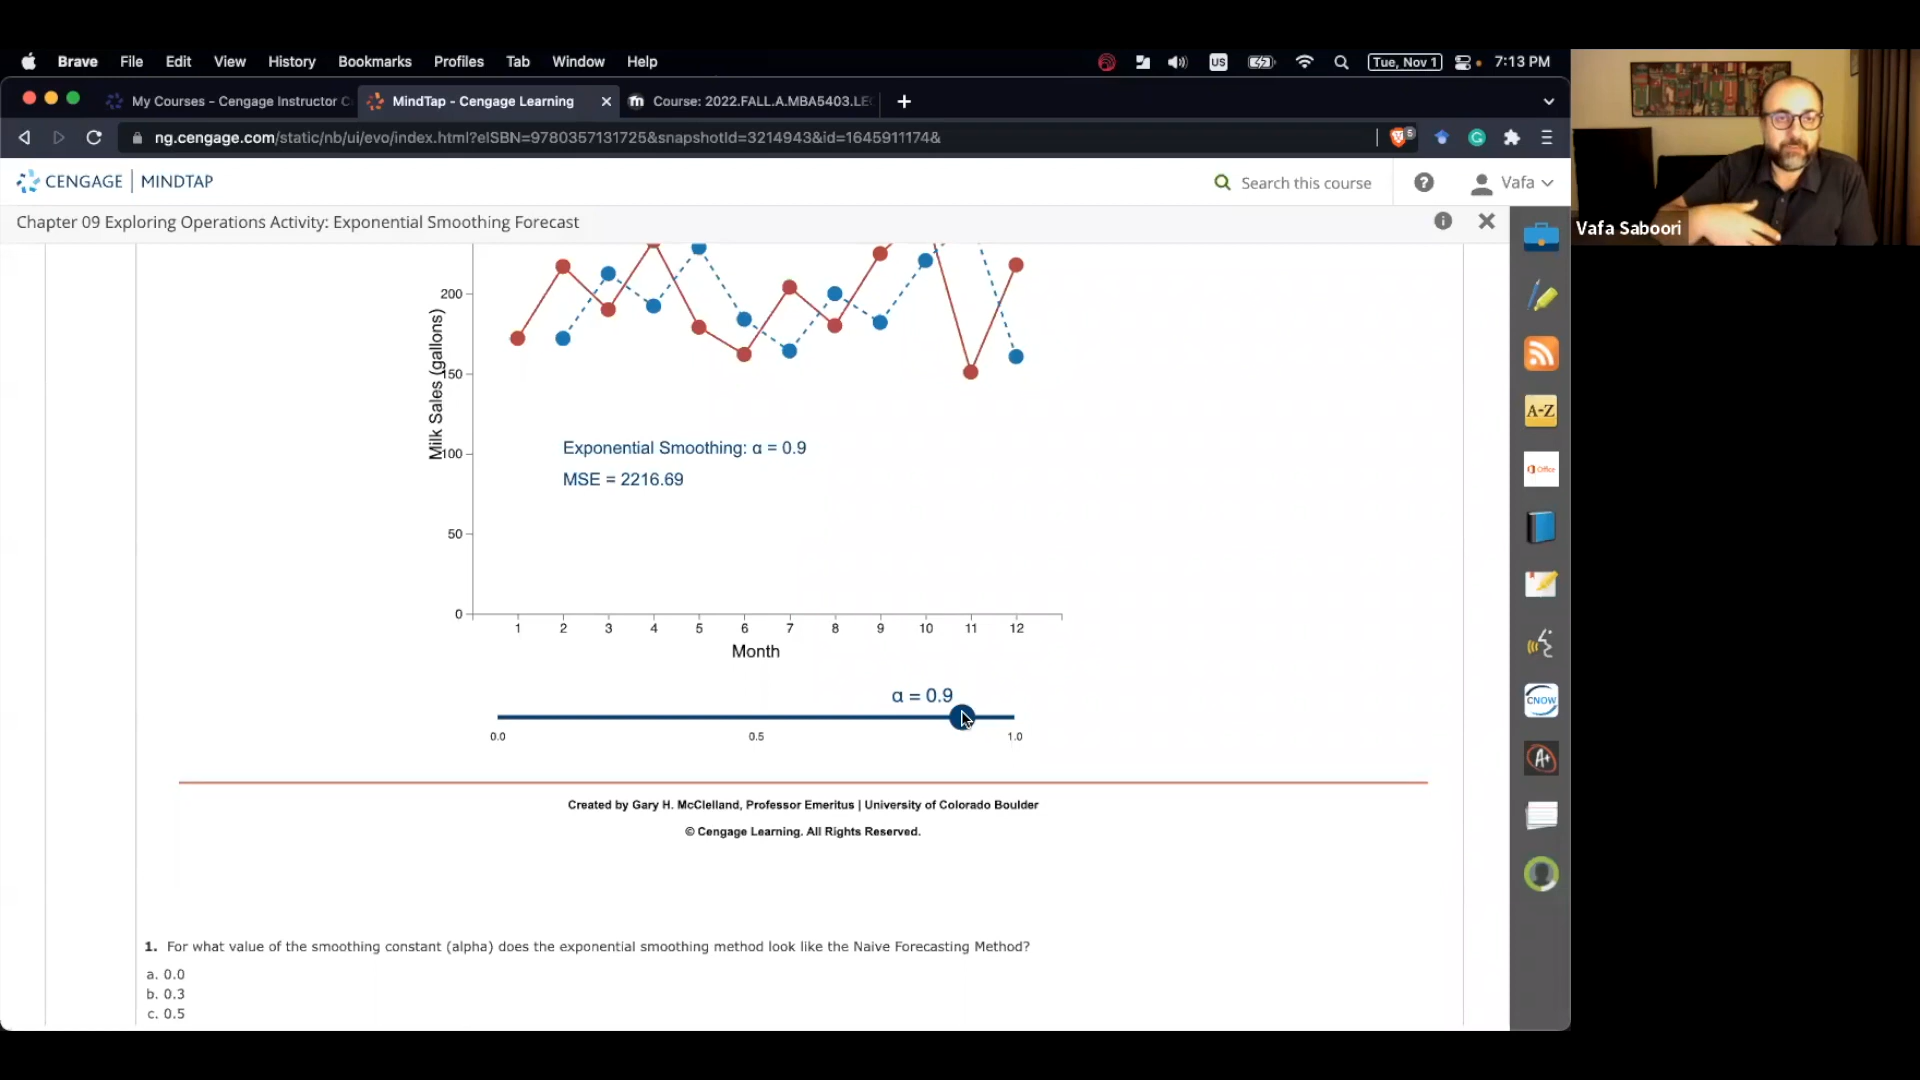 Brave File Edit View History Bookmarks Profiles Tab Window Help US Tue, Nov 1 7:13 PM
My Courses - Cengage Instructor C MindTap - Cengage Learning Course: 2022.FALL.A.MBA5403.LE
ng.cengage.com/static/nb/ui/evo/index.html?eISBN=9780357131725&snapshotId=3214943&id=1645911174& 5
CENGAGE MINDTAP Search this course Vafa
Chapter 09 Exploring Operations Activity: Exponential Smoothing Forecast
Vafa Saboori
200
150
100
50
0
Milk Sales (gallons)
Exponential Smoothing: α = 0.9
MSE = 2216.69
1 2 3 4 5 6 7 8 9 10 11 12
Month
α = 0.9
0.0 0.5 1.0
Created by Gary H. McClelland, Professor Emeritus | University of Colorado Boulder
© Cengage Learning. All Rights Reserved.
1. For what value of the smoothing constant (alpha) does the exponential smoothing method look like the Naive Forecasting Method?
a. 0.0
b. 0.3
c. 0.5
A-Z
Office
CNOW
A+